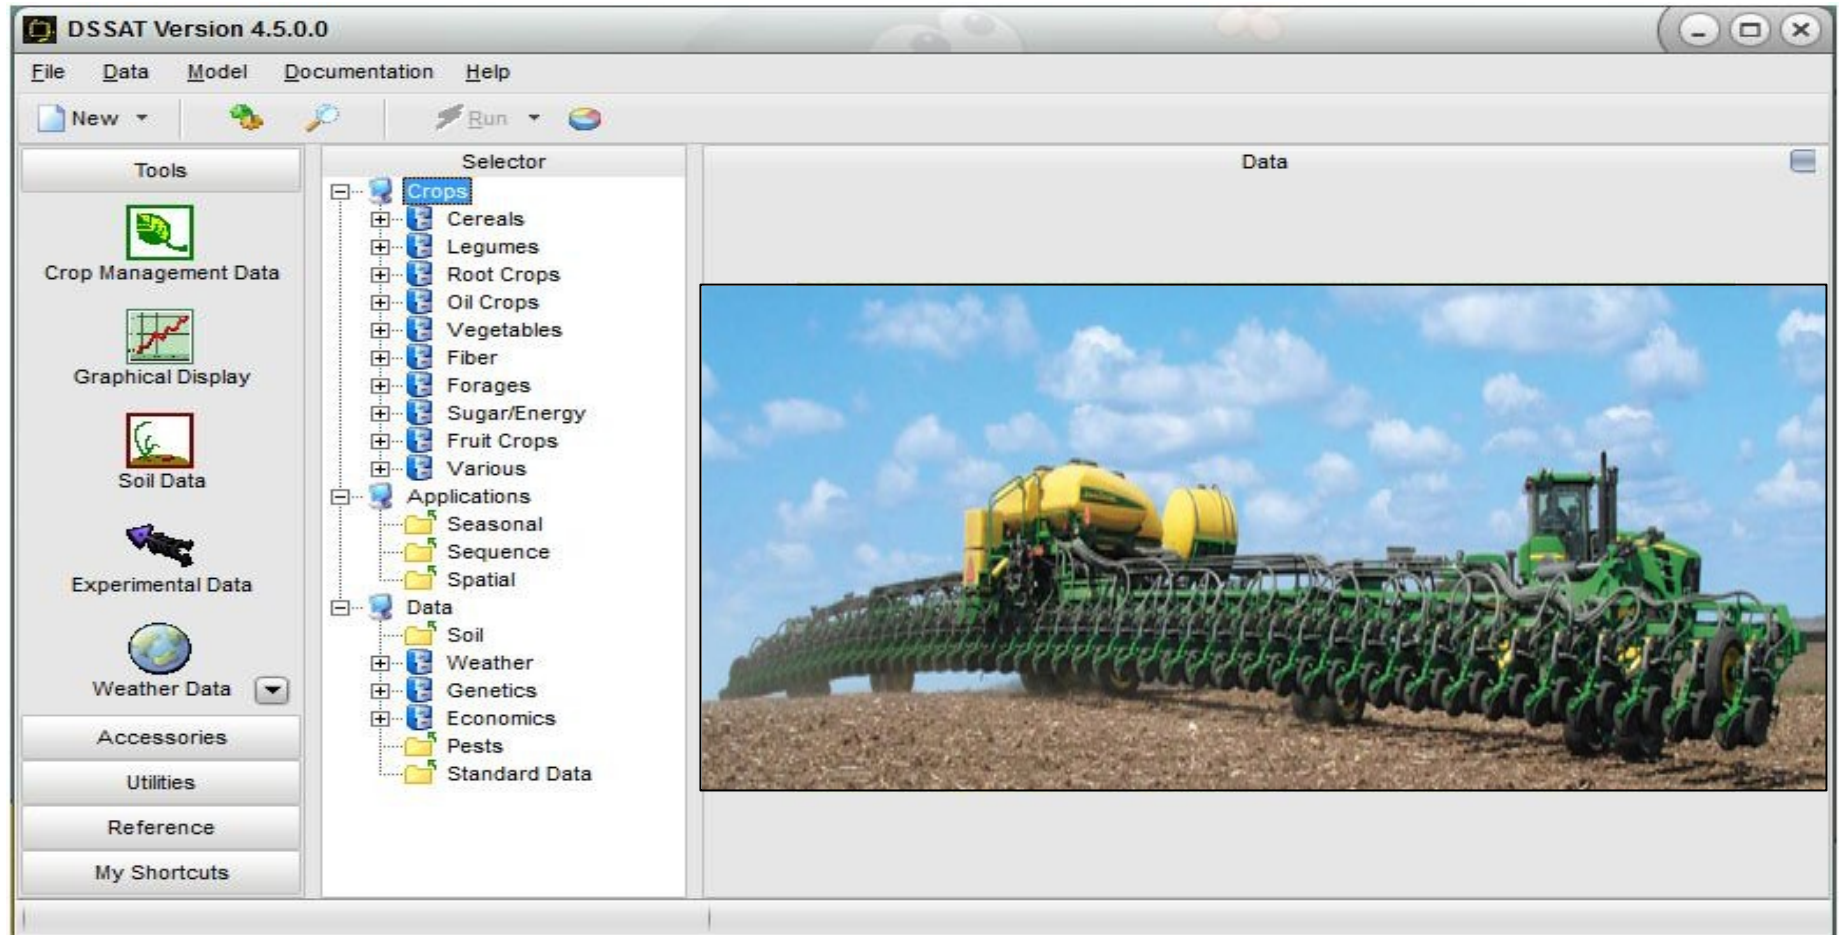 DSSAT Version 4.5.0.0
File Data Model Documentation Help
New Run
Tools
Crop Management Data
Graphical Display
Soil Data
Experimental Data
Weather Data
Accessories
Utilities
Reference
My Shortcuts
Selector
Crops
Cereals
Legumes
Root Crops
Oil Crops
Vegetables
Fiber
Forages
Sugar/Energy
Fruit Crops
Various
Applications
Seasonal
Sequence
Spatial
Data
Soil
Weather
Genetics
Economics
Pests
Standard Data
Data